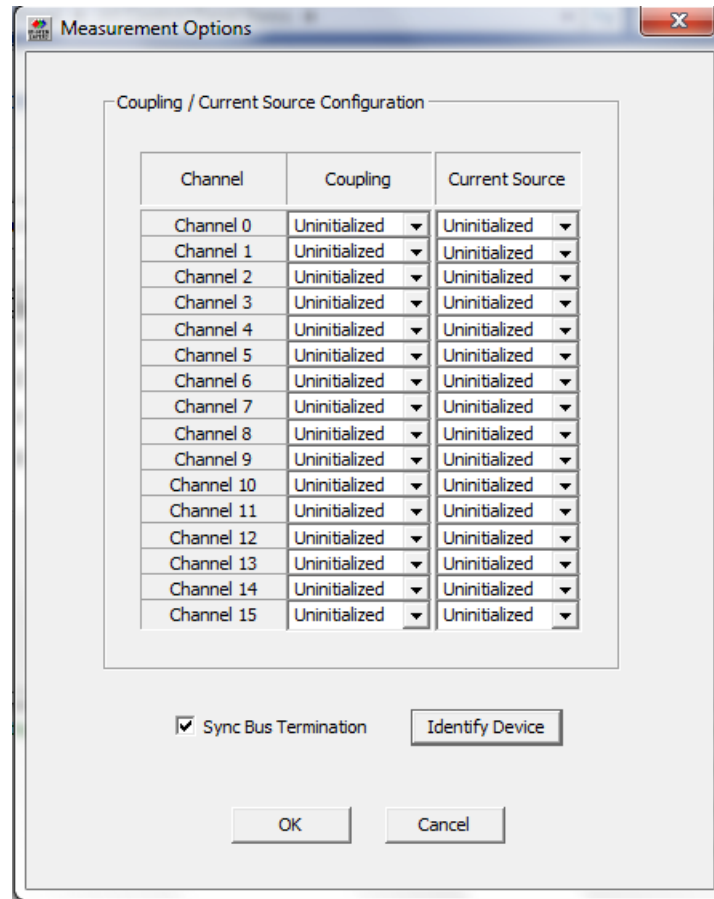 Measurement Options
Coupling / Current Source Configuration
Channel Coupling Current Source
Channel 0 Uninitialized Uninitialized
Channel 1 Uninitialized Uninitialized
Channel 2 Uninitialized Uninitialized
Channel 3 Uninitialized Uninitialized
Channel 4 Uninitialized Uninitialized
Channel 5 Uninitialized Uninitialized
Channel 6 Uninitialized Uninitialized
Channel 7 Uninitialized Uninitialized
Channel 8 Uninitialized Uninitialized
Channel 9 Uninitialized Uninitialized
Channel 10 Uninitialized Uninitialized
Channel 11 Uninitialized Uninitialized
Channel 12 Uninitialized Uninitialized
Channel 13 Uninitialized Uninitialized
Channel 14 Uninitialized Uninitialized
Channel 15 Uninitialized Uninitialized
Sync Bus Termination Identify Device
OK Cancel